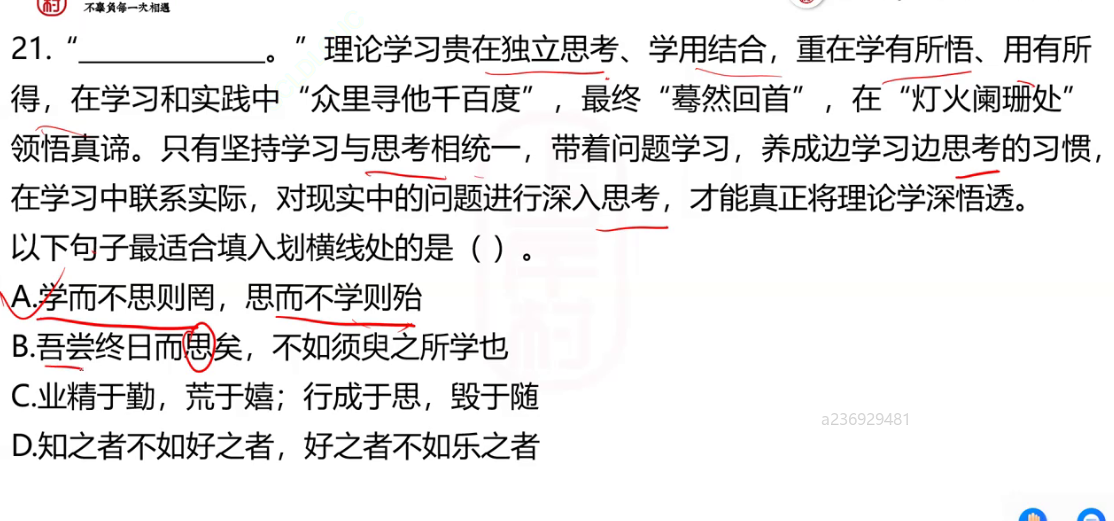 村
不辜负每一次相遇
21.“____________。”理论学习贵在独立思考、学用结合，重在学有所悟、用有所
得，在学习和实践中“众里寻他千百度”，最终“蓦然回首”，在“灯火阑珊处”
领悟真谛。只有坚持学习与思考相统一，带着问题学习，养成边学习边思考的习惯，
在学习中联系实际，对现实中的问题进行深入思考，才能真正将理论学深悟透。
以下句子最适合填入划横线处的是（ ）。
A.学而不思则罔，思而不学则殆
B.吾尝终日而思矣，不如须臾之所学也
C.业精于勤，荒于嬉；行成于思，毁于随
a236929481
D.知之者不如好之者，好之者不如乐之者